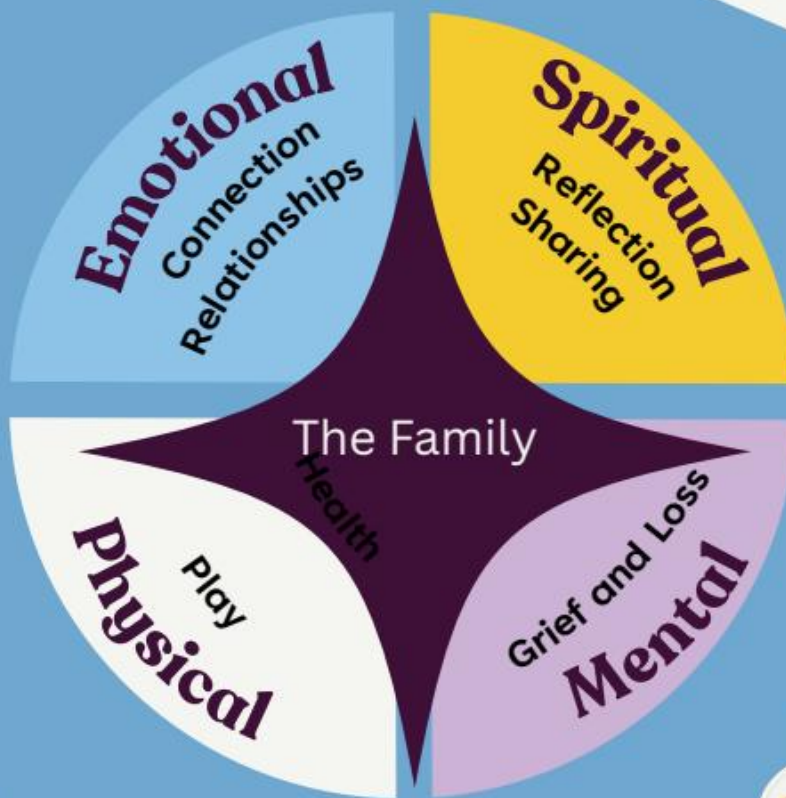 Emotional
Connection
Relationships
Spiritual
Reflection
Sharing
The Family
Health
Play
Physical
Grief and Loss
Mental